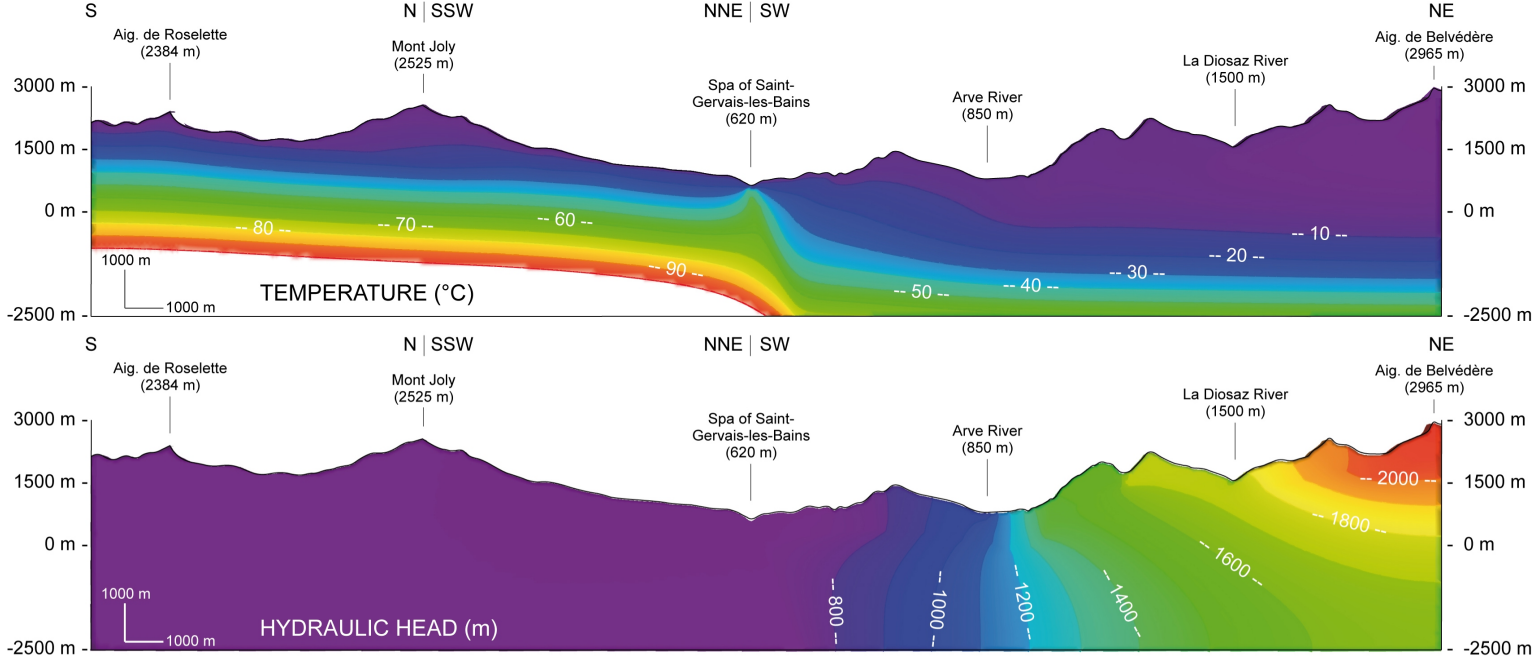 S N SSW NNE SW NE
Aig. de Roselette
(2384 m)
Mont Joly
(2525 m)
Spa of Saint-
Gervais-les-Bains
(620 m)
Arve River
(850 m)
La Diosaz River
(1500 m)
Aig. de Belvédère
(2965 m)
3000 m - - 3000 m
1500 m - - 1500 m
0 m - - 0 m
-2500 m - - -2500 m
-- 80 --
-- 70 --
-- 60 --
-- 90 --
-- 50 --
-- 40 --
-- 30 --
-- 20 --
-- 10 --
1000 m
1000 m
TEMPERATURE (°C)
S N SSW NNE SW NE
Aig. de Roselette
(2384 m)
Mont Joly
(2525 m)
Spa of Saint-
Gervais-les-Bains
(620 m)
Arve River
(850 m)
La Diosaz River
(1500 m)
Aig. de Belvédère
(2965 m)
3000 m - - 3000 m
1500 m - - 1500 m
0 m - - 0 m
-2500 m - - -2500 m
-- 800 --
-- 1000 --
-- 1200 --
-- 1400 --
-- 1600 --
-- 1800 --
-- 2000 --
1000 m
1000 m
HYDRAULIC HEAD (m)